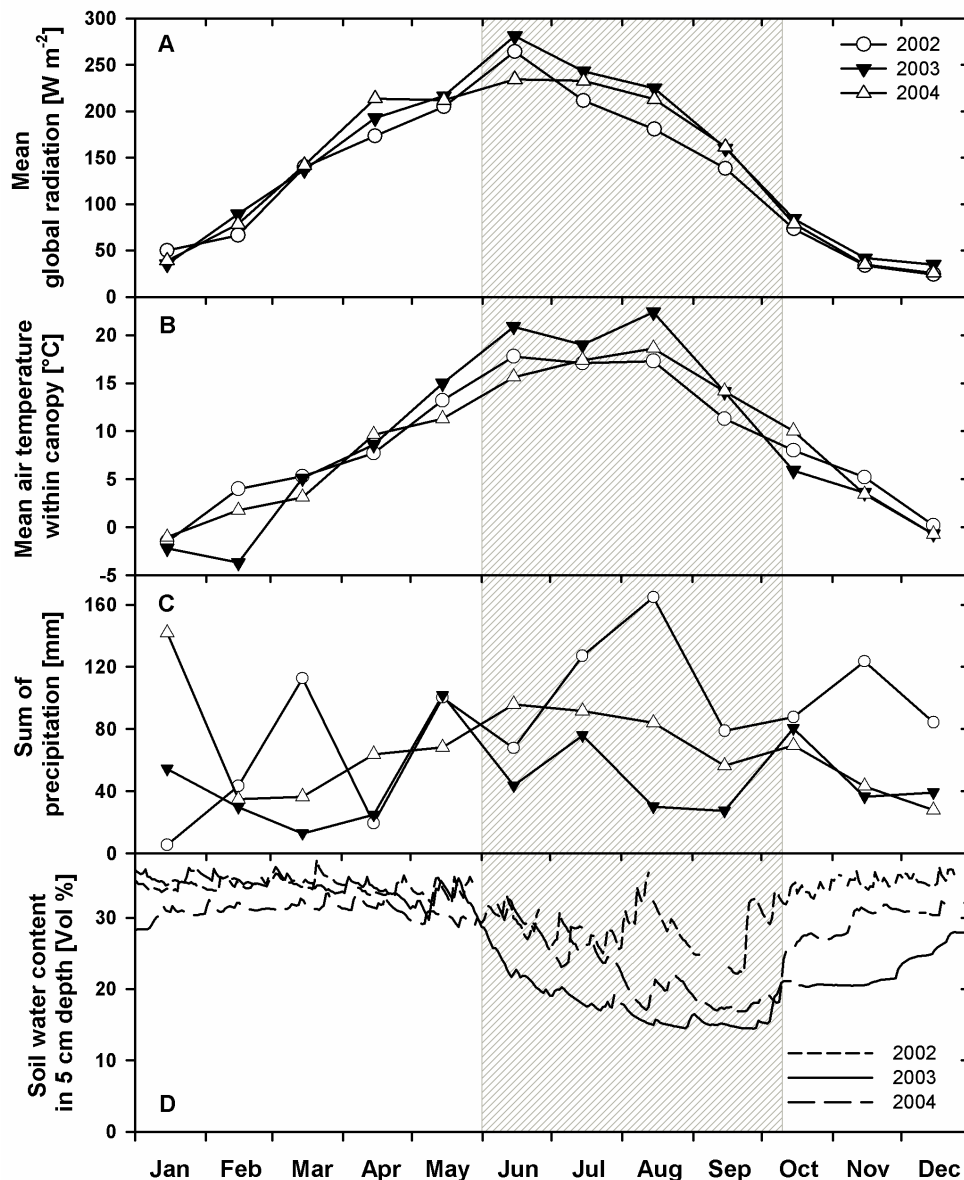 A
Mean
global radiation [W m-2]
300
250
200
150
100
50
0
2002
2003
2004
B
Mean air temperature
within canopy [°C]
20
15
10
5
0
-5
C
Sum of
precipitation [mm]
160
120
80
40
0
D
Soil water content
in 5 cm depth [Vol %]
30
20
10
0
2002
2003
2004
Jan Feb Mar Apr May Jun Jul Aug Sep Oct Nov Dec